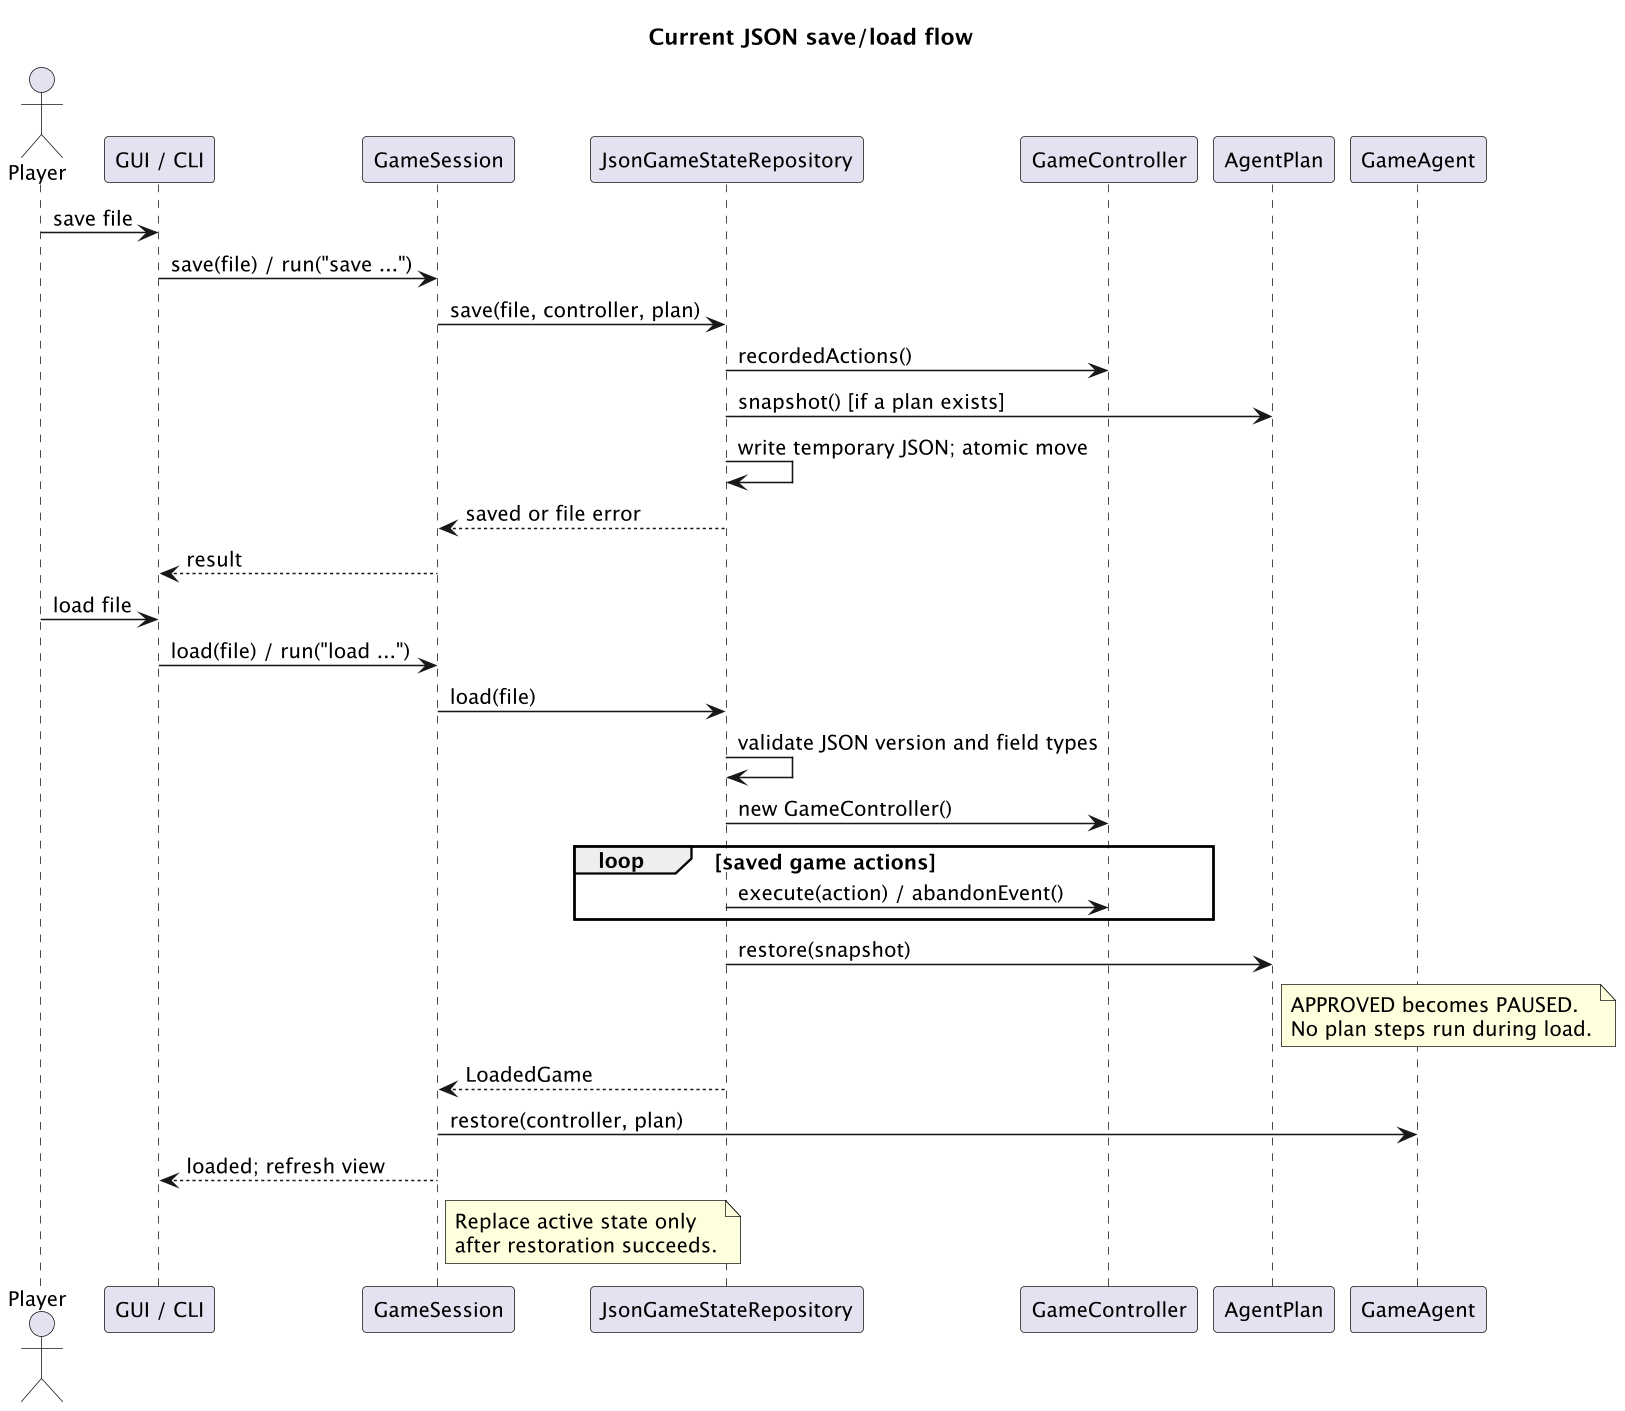 Current JSON save/load flow
Player
GUI / CLI
GameSession
JsonGameStateRepository
GameController
AgentPlan
GameAgent
save file
save(file) / run("save ...")
save(file, controller, plan)
recordedActions()
snapshot() [if a plan exists]
write temporary JSON; atomic move
saved or file error
result
load file
load(file) / run("load ...")
load(file)
validate JSON version and field types
new GameController()
loop
[saved game actions]
execute(action) / abandonEvent()
restore(snapshot)
APPROVED becomes PAUSED.
No plan steps run during load.
LoadedGame
restore(controller, plan)
loaded; refresh view
Replace active state only
after restoration succeeds.
Player
GUI / CLI
GameSession
JsonGameStateRepository
GameController
AgentPlan
GameAgent